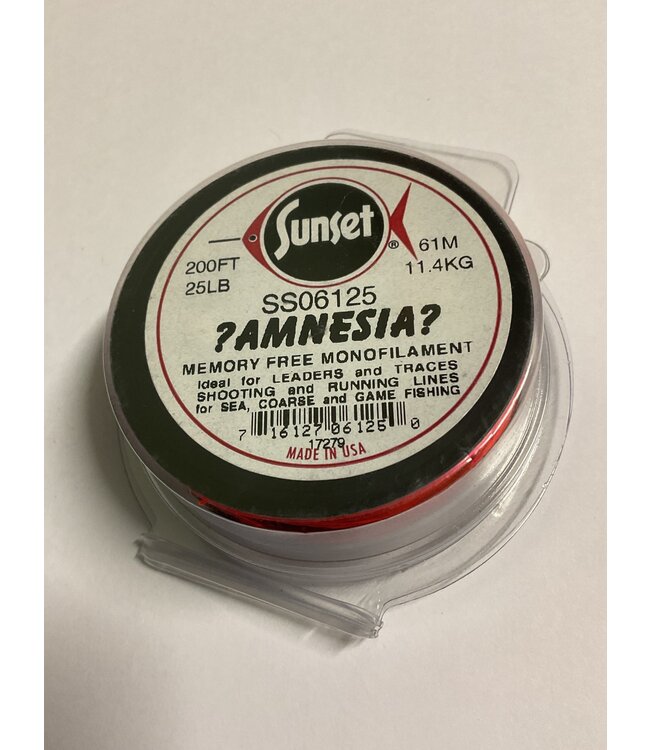 Sunset
®
200FT
25LB
61M
11.4KG
SS06125
?AMNESIA?
MEMORY FREE MONOFILAMENT
Ideal for LEADERS and TRACES
SHOOTING and RUNNING LINES
for SEA, COARSE and GAME FISHING
7 16127 06125 0
17279
MADE IN USA